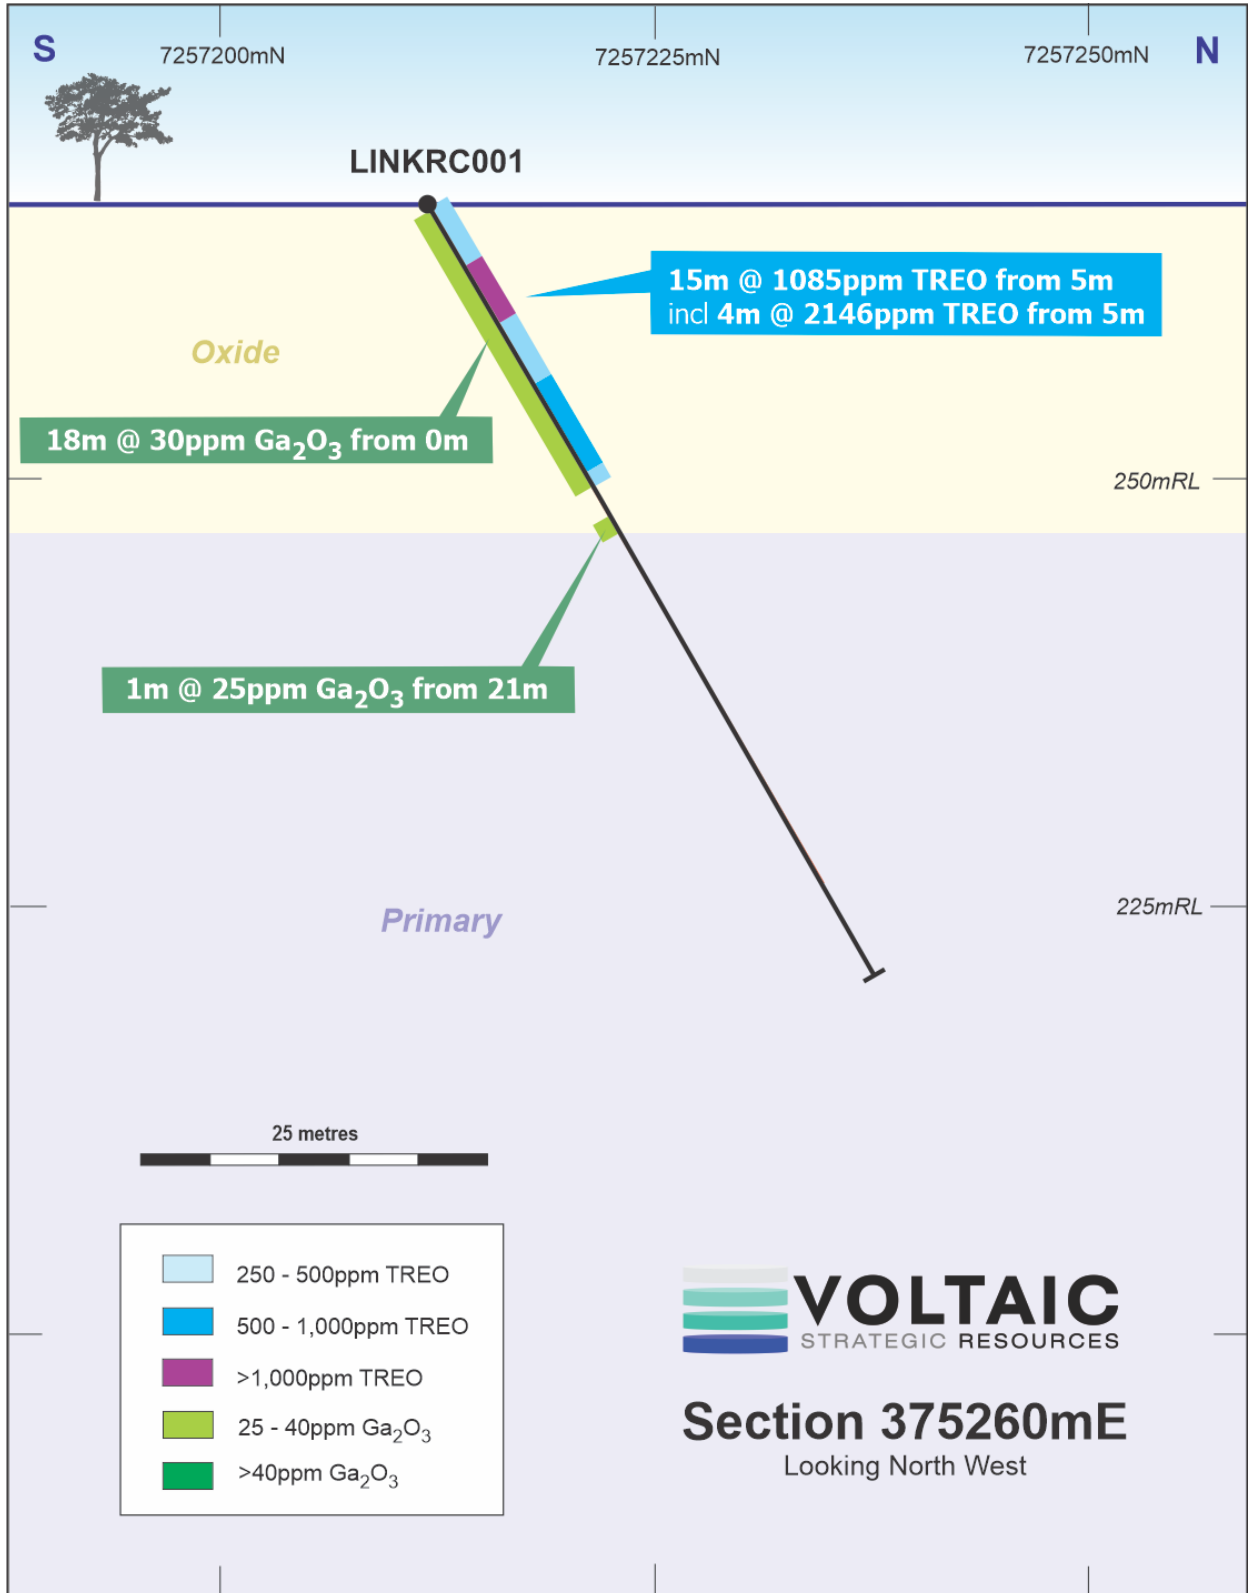 S
7257200mN
7257225mN
7257250mN
N
LINKRC001
15m @ 1085ppm TREO from 5m
incl 4m @ 2146ppm TREO from 5m
Oxide
18m @ 30ppm Ga₂O₃ from 0m
250mRL
1m @ 25ppm Ga₂O₃ from 21m
225mRL
Primary
25 metres
250 - 500ppm TREO
500 - 1,000ppm TREO
>1,000ppm TREO
25 - 40ppm Ga₂O₃
>40ppm Ga₂O₃
VOLTAIC
STRATEGIC RESOURCES
Section 375260mE
Looking North West